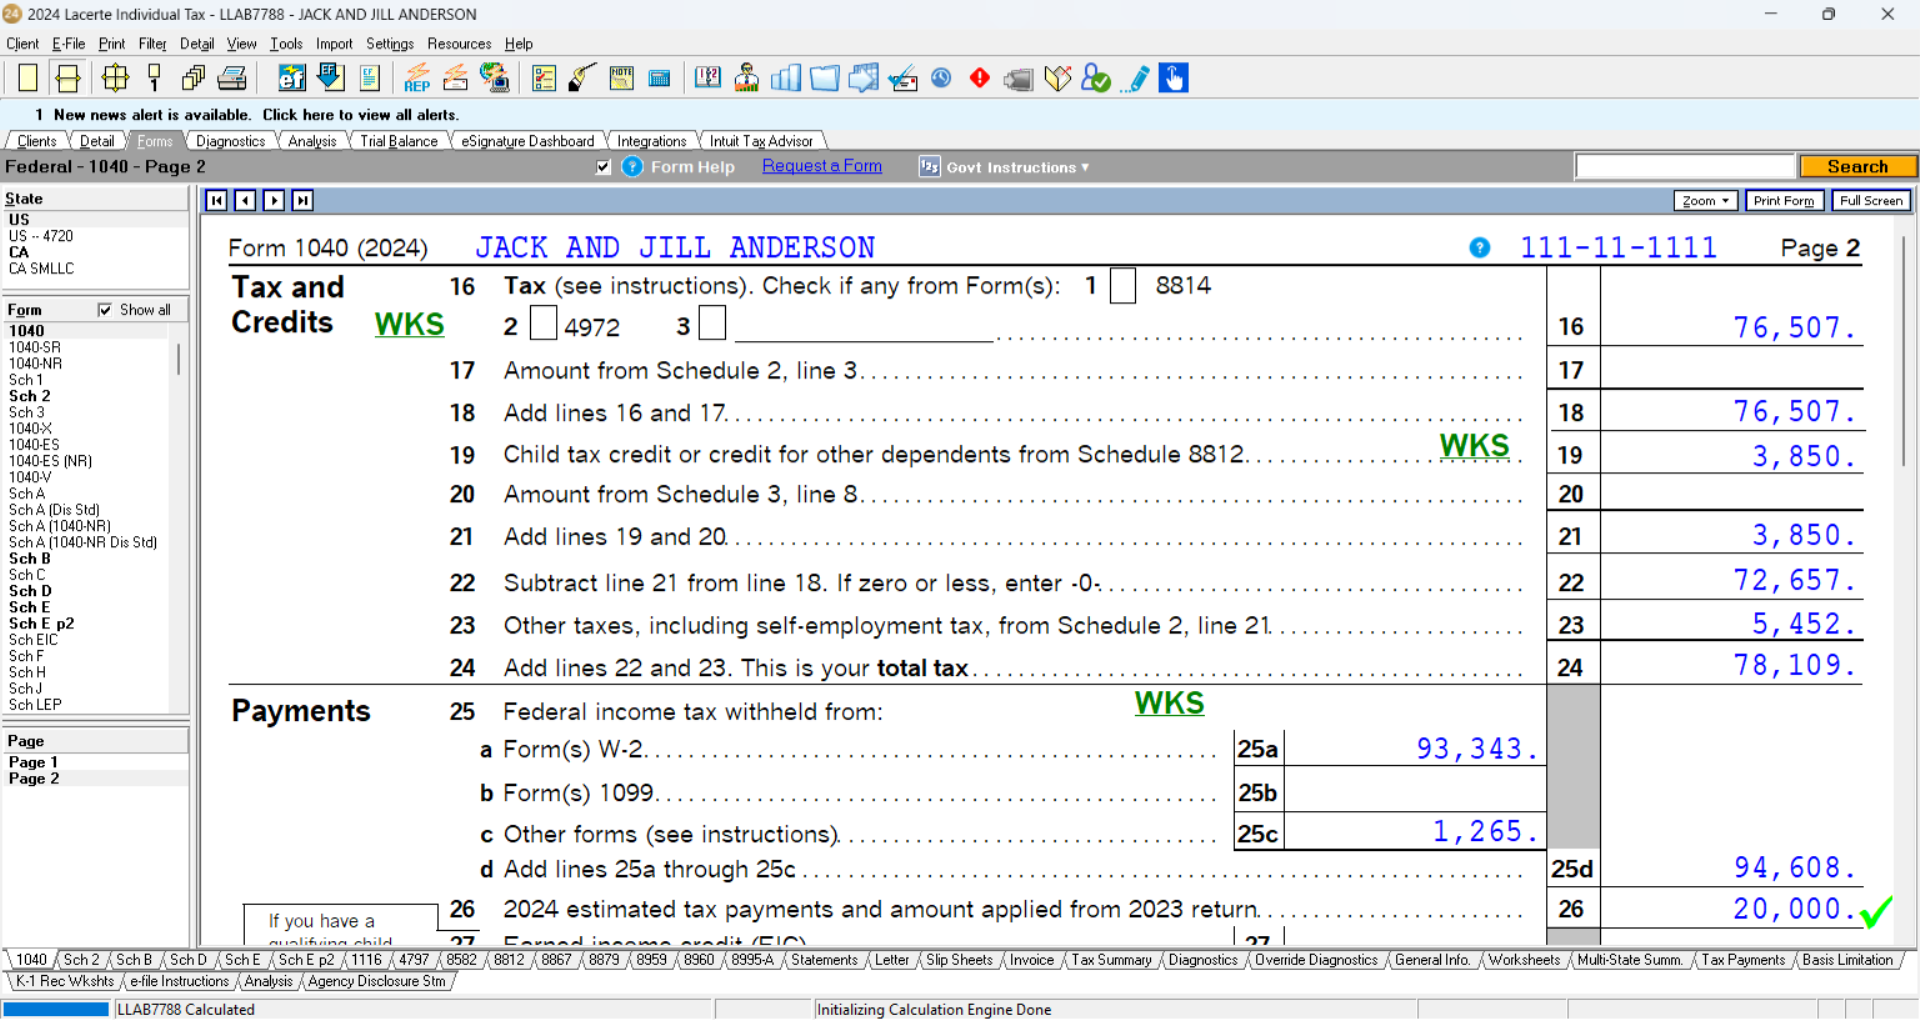 2024 Lacerte Individual Tax - LLAB7788 - JACK AND JILL ANDERSON
Client E-File Print Filter Detail View Tools Import Settings Resources Help
1 New news alert is available. Click here to view all alerts.
Clients Detail Forms Diagnostics Analysis Trial Balance eSignature Dashboard Integrations Intuit Tax Advisor
Federal - 1040 - Page 2 Form Help Request a Form Govt Instructions Search
State
US
US -- 4720
CA
CA SMLLC
Form Show all
1040
1040-SR
1040-NR
Sch 1
Sch 2
Sch 3
1040-X
1040-ES
1040-ES (NR)
1040-V
Sch A
Sch A (Dis Std)
Sch A (1040-NR)
Sch A (1040-NR Dis Std)
Sch B
Sch C
Sch D
Sch E
Sch E p2
Sch EIC
Sch F
Sch H
Sch J
Sch LEP
Page
Page 1
Page 2
Zoom Print Form Full Screen
Form 1040 (2024) JACK AND JILL ANDERSON 111-11-1111 Page 2
Tax and Credits WKS
16 Tax (see instructions). Check if any from Form(s): 1 8814
2 4972 3 16 76,507.
17 Amount from Schedule 2, line 3 17
18 Add lines 16 and 17 18 76,507.
19 Child tax credit or credit for other dependents from Schedule 8812 WKS 19 3,850.
20 Amount from Schedule 3, line 8 20
21 Add lines 19 and 20 21 3,850.
22 Subtract line 21 from line 18. If zero or less, enter -0- 22 72,657.
23 Other taxes, including self-employment tax, from Schedule 2, line 21 23 5,452.
24 Add lines 22 and 23. This is your total tax 24 78,109.
Payments 25 Federal income tax withheld from: WKS
a Form(s) W-2 25a 93,343.
b Form(s) 1099 25b
c Other forms (see instructions) 25c 1,265.
d Add lines 25a through 25c 25d 94,608.
If you have a
qualifying child
26 2024 estimated tax payments and amount applied from 2023 return 26 20,000.
27 Earned income credit (EIC) 27
1040 Sch 2 Sch B Sch D Sch E Sch E p2 1116 4797 8582 8812 8867 8879 8959 8960 8995-A Statements Letter Slip Sheets Invoice Tax Summary Diagnostics Override Diagnostics General Info. Worksheets Multi-State Summ. Tax Payments Basis Limitation
K-1 Rec Wkshts e-file Instructions Analysis Agency Disclosure Stm
LLAB7788 Calculated Initializing Calculation Engine Done